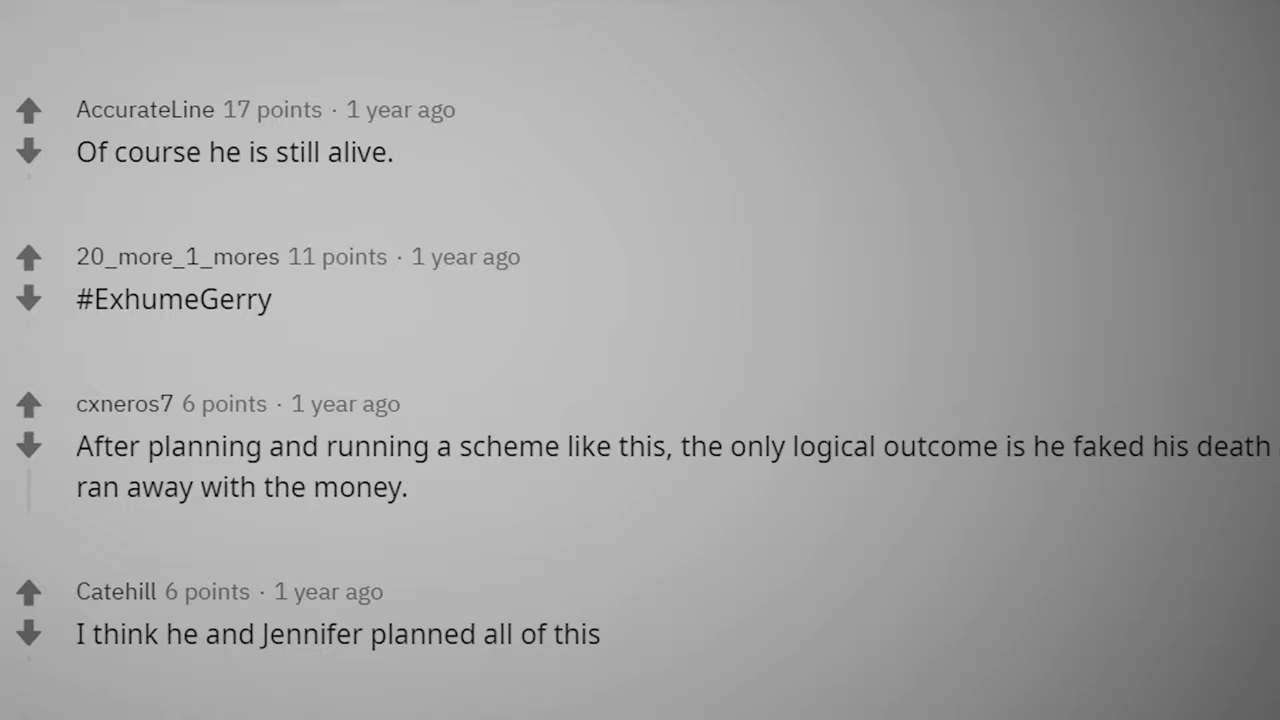 AccurateLine 17 points · 1 year ago
Of course he is still alive.
20_more_1_mores 11 points · 1 year ago
#ExhumeGerry
cxneros7 6 points · 1 year ago
After planning and running a scheme like this, the only logical outcome is he faked his death
ran away with the money.
Catehill 6 points · 1 year ago
I think he and Jennifer planned all of this